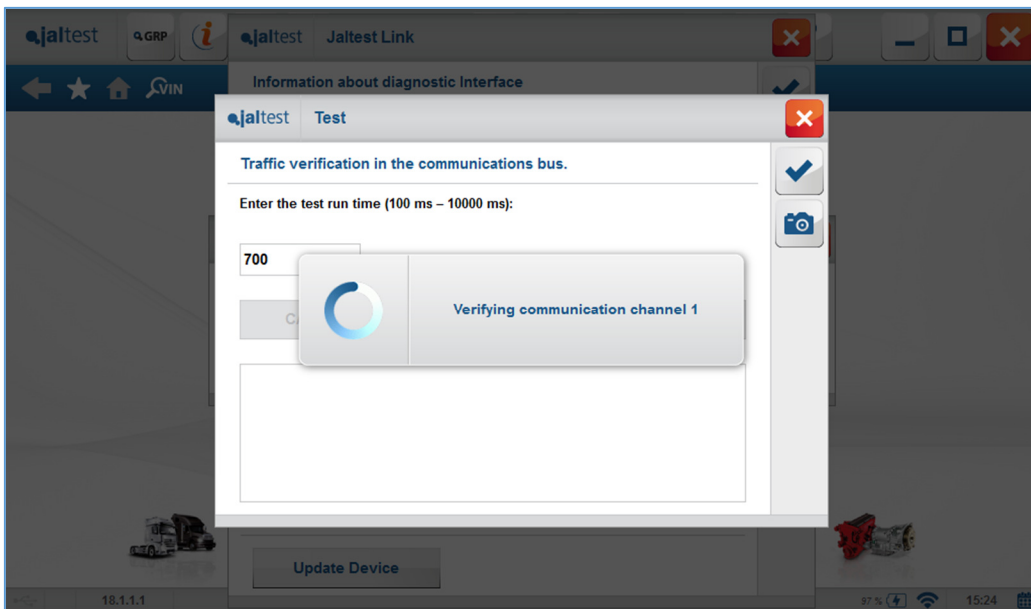 jaltest
GRP
jaltest Jaltest Link
VIN
Information about diagnostic Interface
jaltest Test
Traffic verification in the communications bus.
Enter the test run time (100 ms – 10000 ms):
700
Verifying communication channel 1
Update Device
18.1.1.1
97 %
15:24